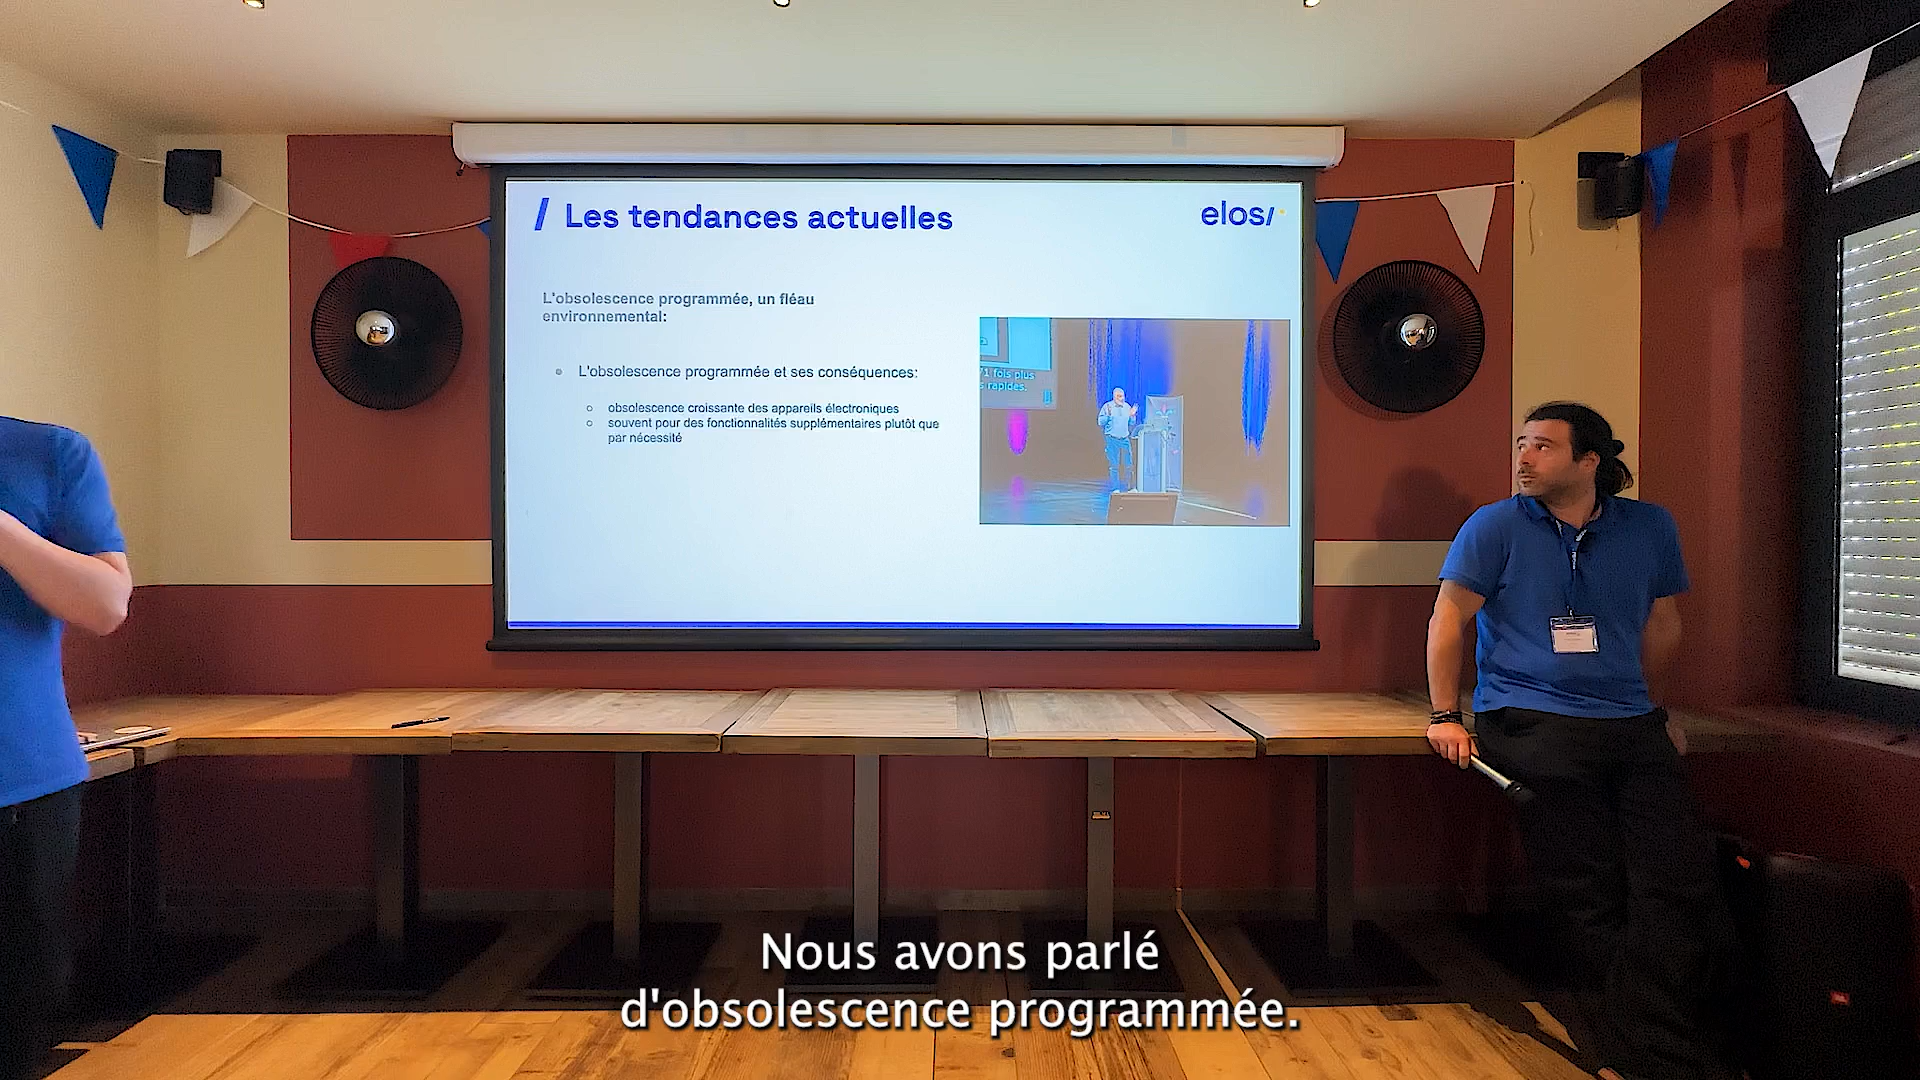 / Les tendances actuelles
elos/
L'obsolescence programmée, un fléau
environnemental:
L'obsolescence programmée et ses conséquences:
obsolescence croissante des appareils électroniques
souvent pour des fonctionnalités supplémentaires plutôt que
par nécessité
71 fois plus
s rapides.
Nous avons parlé
d'obsolescence programmée.